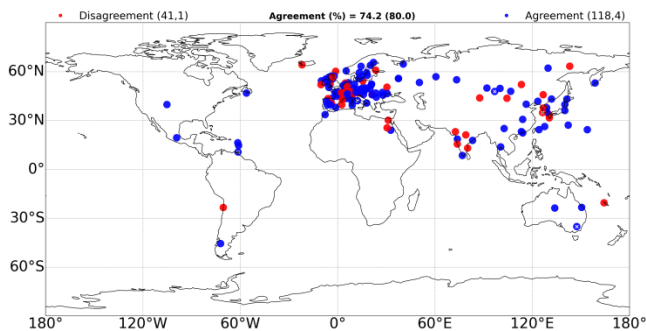 Disagreement (41,1) Agreement (%) = 74.2 (80.0) Agreement (118,4)
60°N
30°N
0°
30°S
60°S
180°W 120°W 60°W 0° 60°E 120°E 180°E